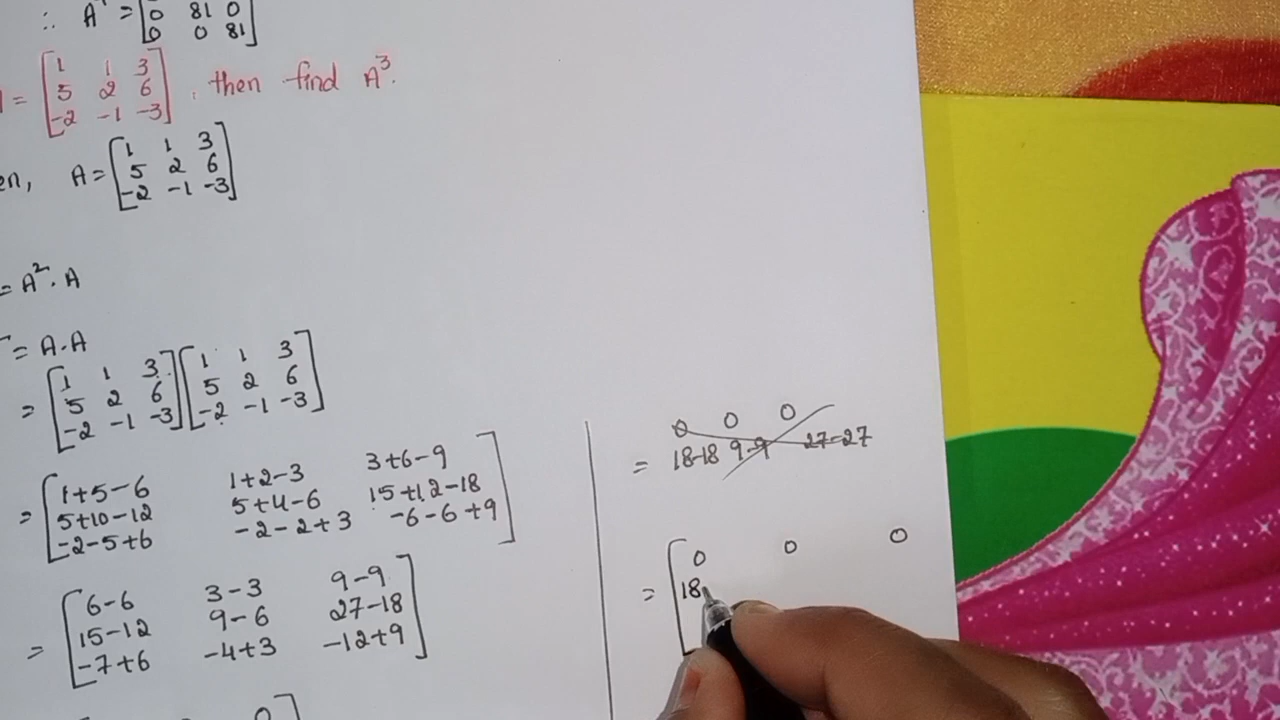 ∴ A = [0 81 0
0 0 81]
= [1 1 3
5 2 6
-2 -1 -3], then find A³.
en, A = [1 1 3
5 2 6
-2 -1 -3]
= A² . A
= A.A
= [1 1 3
5 2 6
-2 -1 -3] [1 1 3
5 2 6
-2 -1 -3]
= [1+5-6 1+2-3 3+6-9
5+10-12 5+4-6 15+12-18
-2-5+6 -2-2+3 -6-6+9]
= [6-6 3-3 9-9
15-12 9-6 27-18
-7+6 -4+3 -12+9]
0
0 0 0
= 18-18 9-9 27-27
= [0 0 0
18